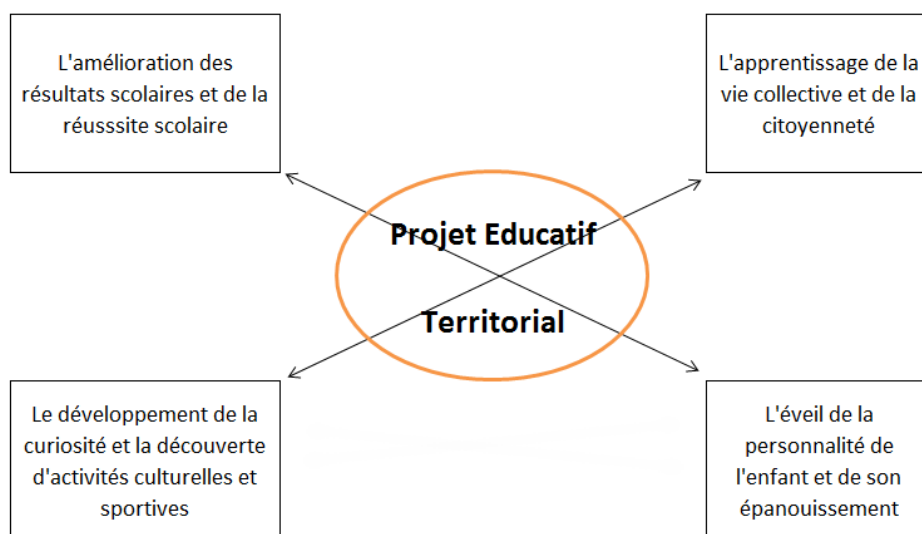 L'amélioration des
résultats scolaires et de la
réusssite scolaire
L'apprentissage de la
vie collective et de la
citoyenneté
Projet Educatif
Territorial
Le développement de la
curiosité et la découverte
d'activités culturelles et
sportives
L'éveil de la
personnalité de
l'enfant et de son
épanouissement